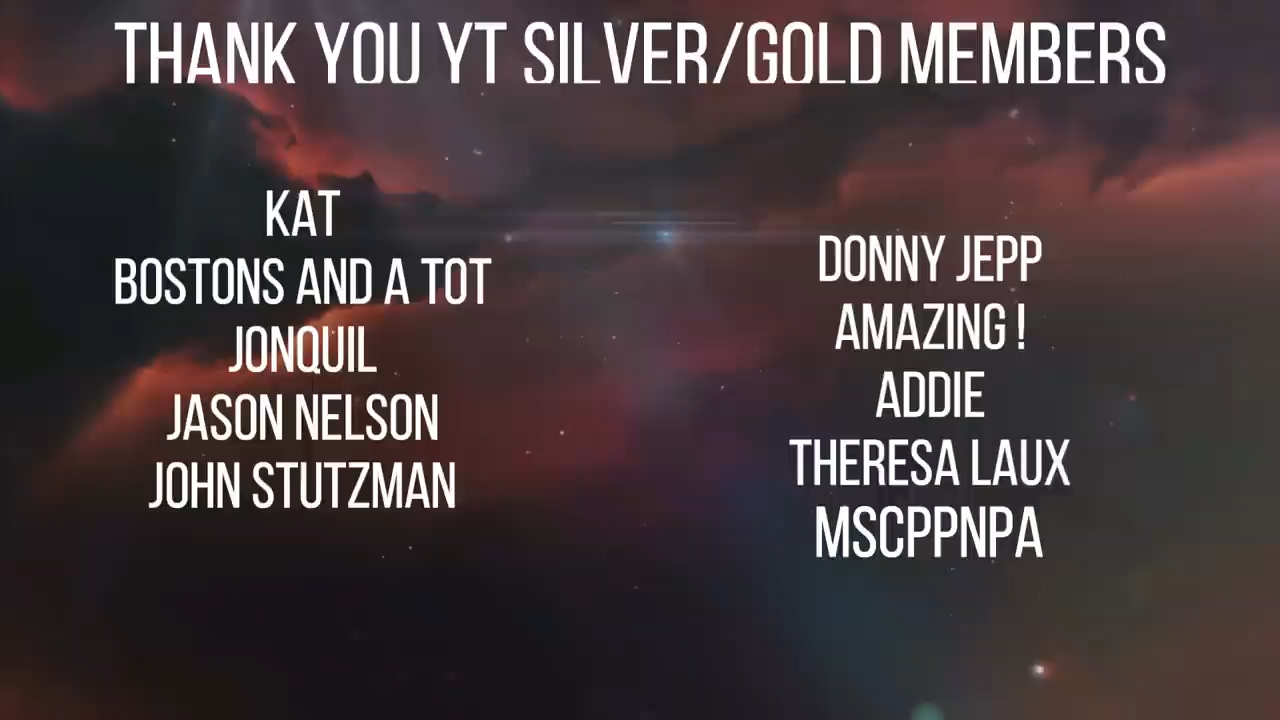 THANK YOU YT SILVER/GOLD MEMBERS
KAT
BOSTONS AND A TOT
JONQUIL
JASON NELSON
JOHN STUTZMAN
DONNY JEPP
AMAZING !
ADDIE
THERESA LAUX
MSCPPNPA